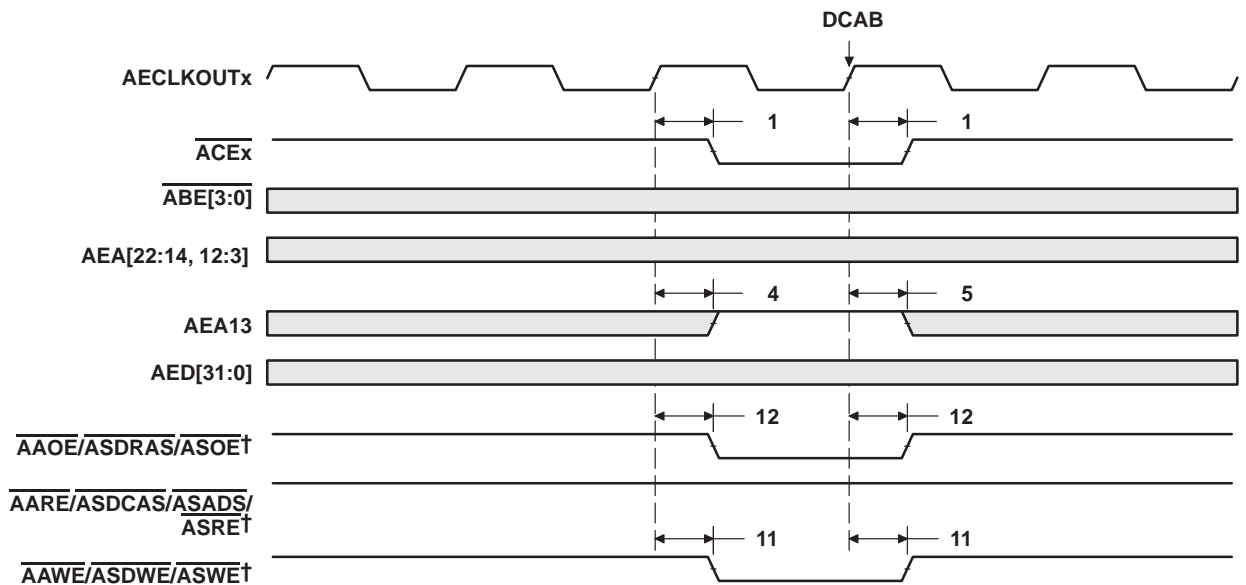 DCAB
AECLKOUTx
1 1
ACEx
ABE[3:0]
AEA[22:14, 12:3]
4 5
AEA13
AED[31:0]
12 12
AAOE/ASDRAS/ASOE†
AARE/ASDCAS/ASADS/
ASRE†
11 11
AAWE/ASDWE/ASWE†